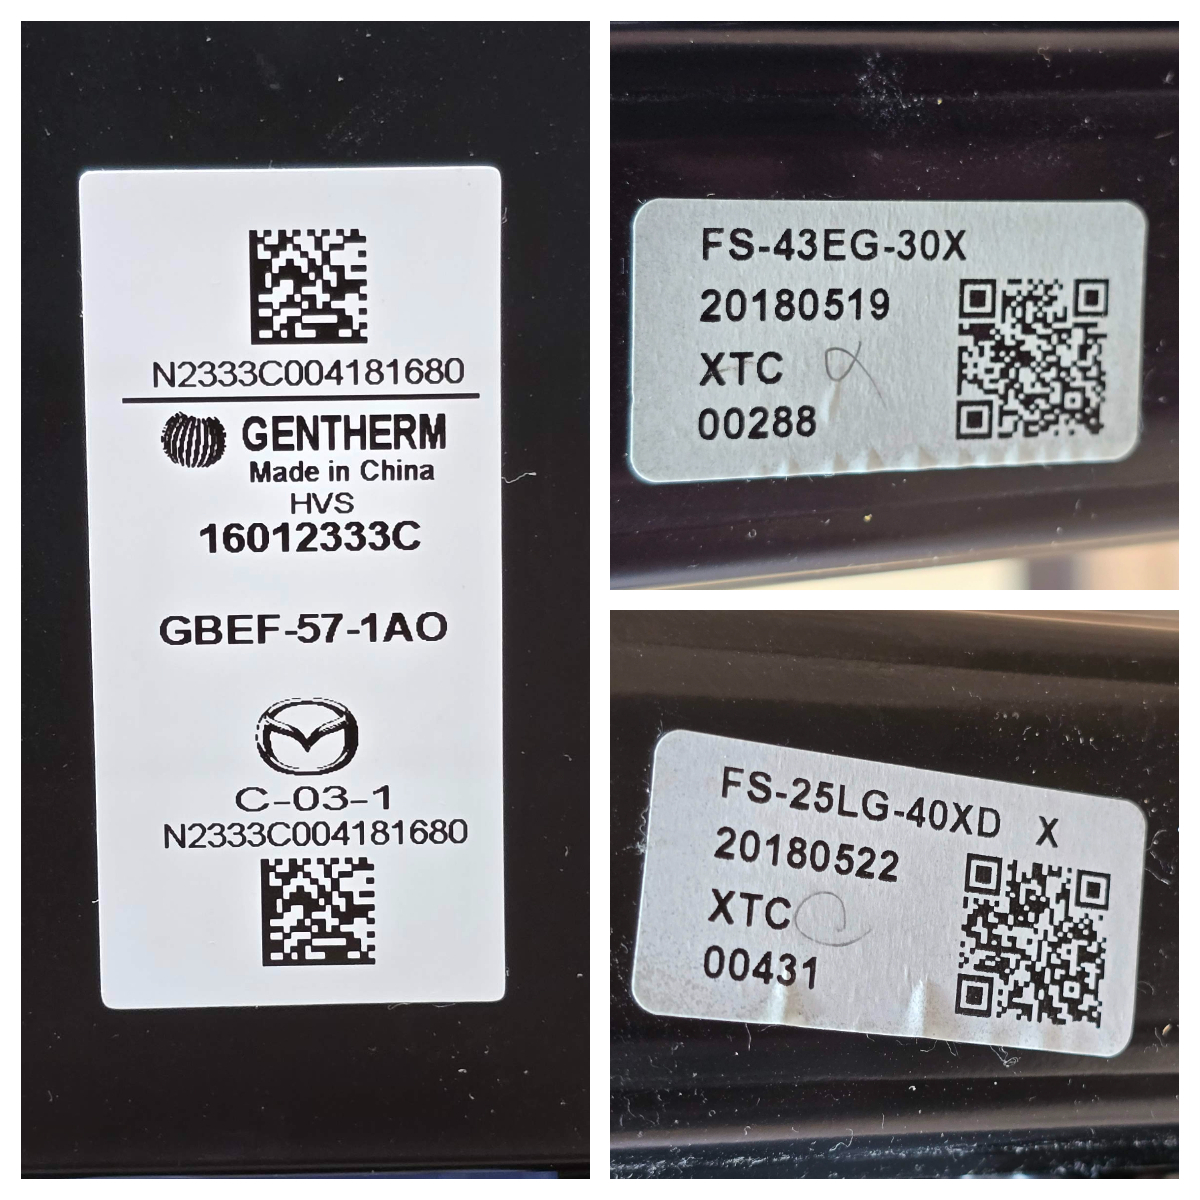 N2333C004181680
GENTHERM
Made in China
HVS
16012333C
GBEF-57-1AO
C-03-1
N2333C004181680
FS-43EG-30X
20180519
XTC
00288
FS-25LG-40XD X
20180522
XTC
00431